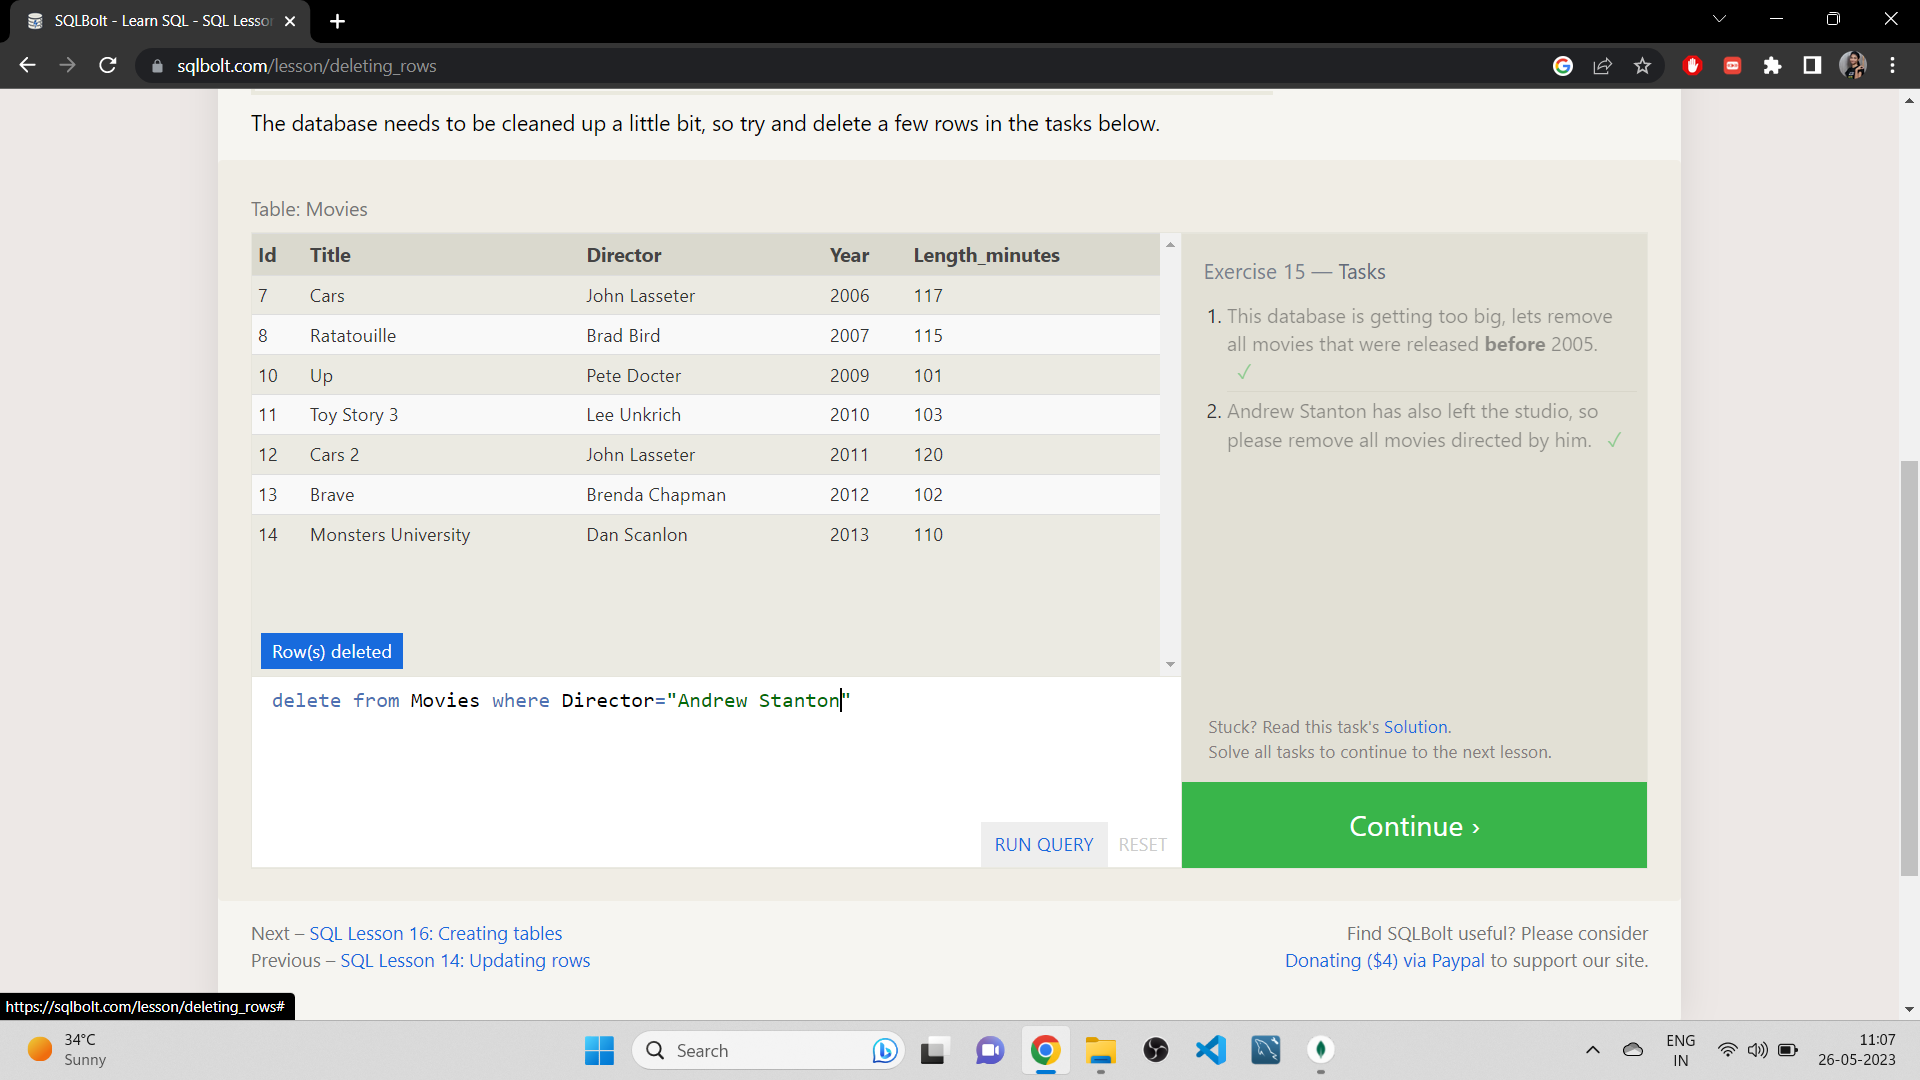 SQLBolt - Learn SQL - SQL Lesso
sqlbolt.com/lesson/deleting_rows
The database needs to be cleaned up a little bit, so try and delete a few rows in the tasks below.
Table: Movies
Id Title Director Year Length_minutes
7 Cars John Lasseter 2006 117
8 Ratatouille Brad Bird 2007 115
10 Up Pete Docter 2009 101
11 Toy Story 3 Lee Unkrich 2010 103
12 Cars 2 John Lasseter 2011 120
13 Brave Brenda Chapman 2012 102
14 Monsters University Dan Scanlon 2013 110
Row(s) deleted
delete from Movies where Director="Andrew Stanton"
RUN QUERY RESET
Exercise 15 — Tasks
1. This database is getting too big, lets remove
all movies that were released before 2005.
✓
2. Andrew Stanton has also left the studio, so
please remove all movies directed by him. ✓
Stuck? Read this task's Solution.
Solve all tasks to continue to the next lesson.
Continue ›
Next – SQL Lesson 16: Creating tables
Previous – SQL Lesson 14: Updating rows
Find SQLBolt useful? Please consider
Donating ($4) via Paypal to support our site.
https://sqlbolt.com/lesson/deleting_rows#
34°C
Sunny
Search
ENG
IN
11:07
26-05-2023